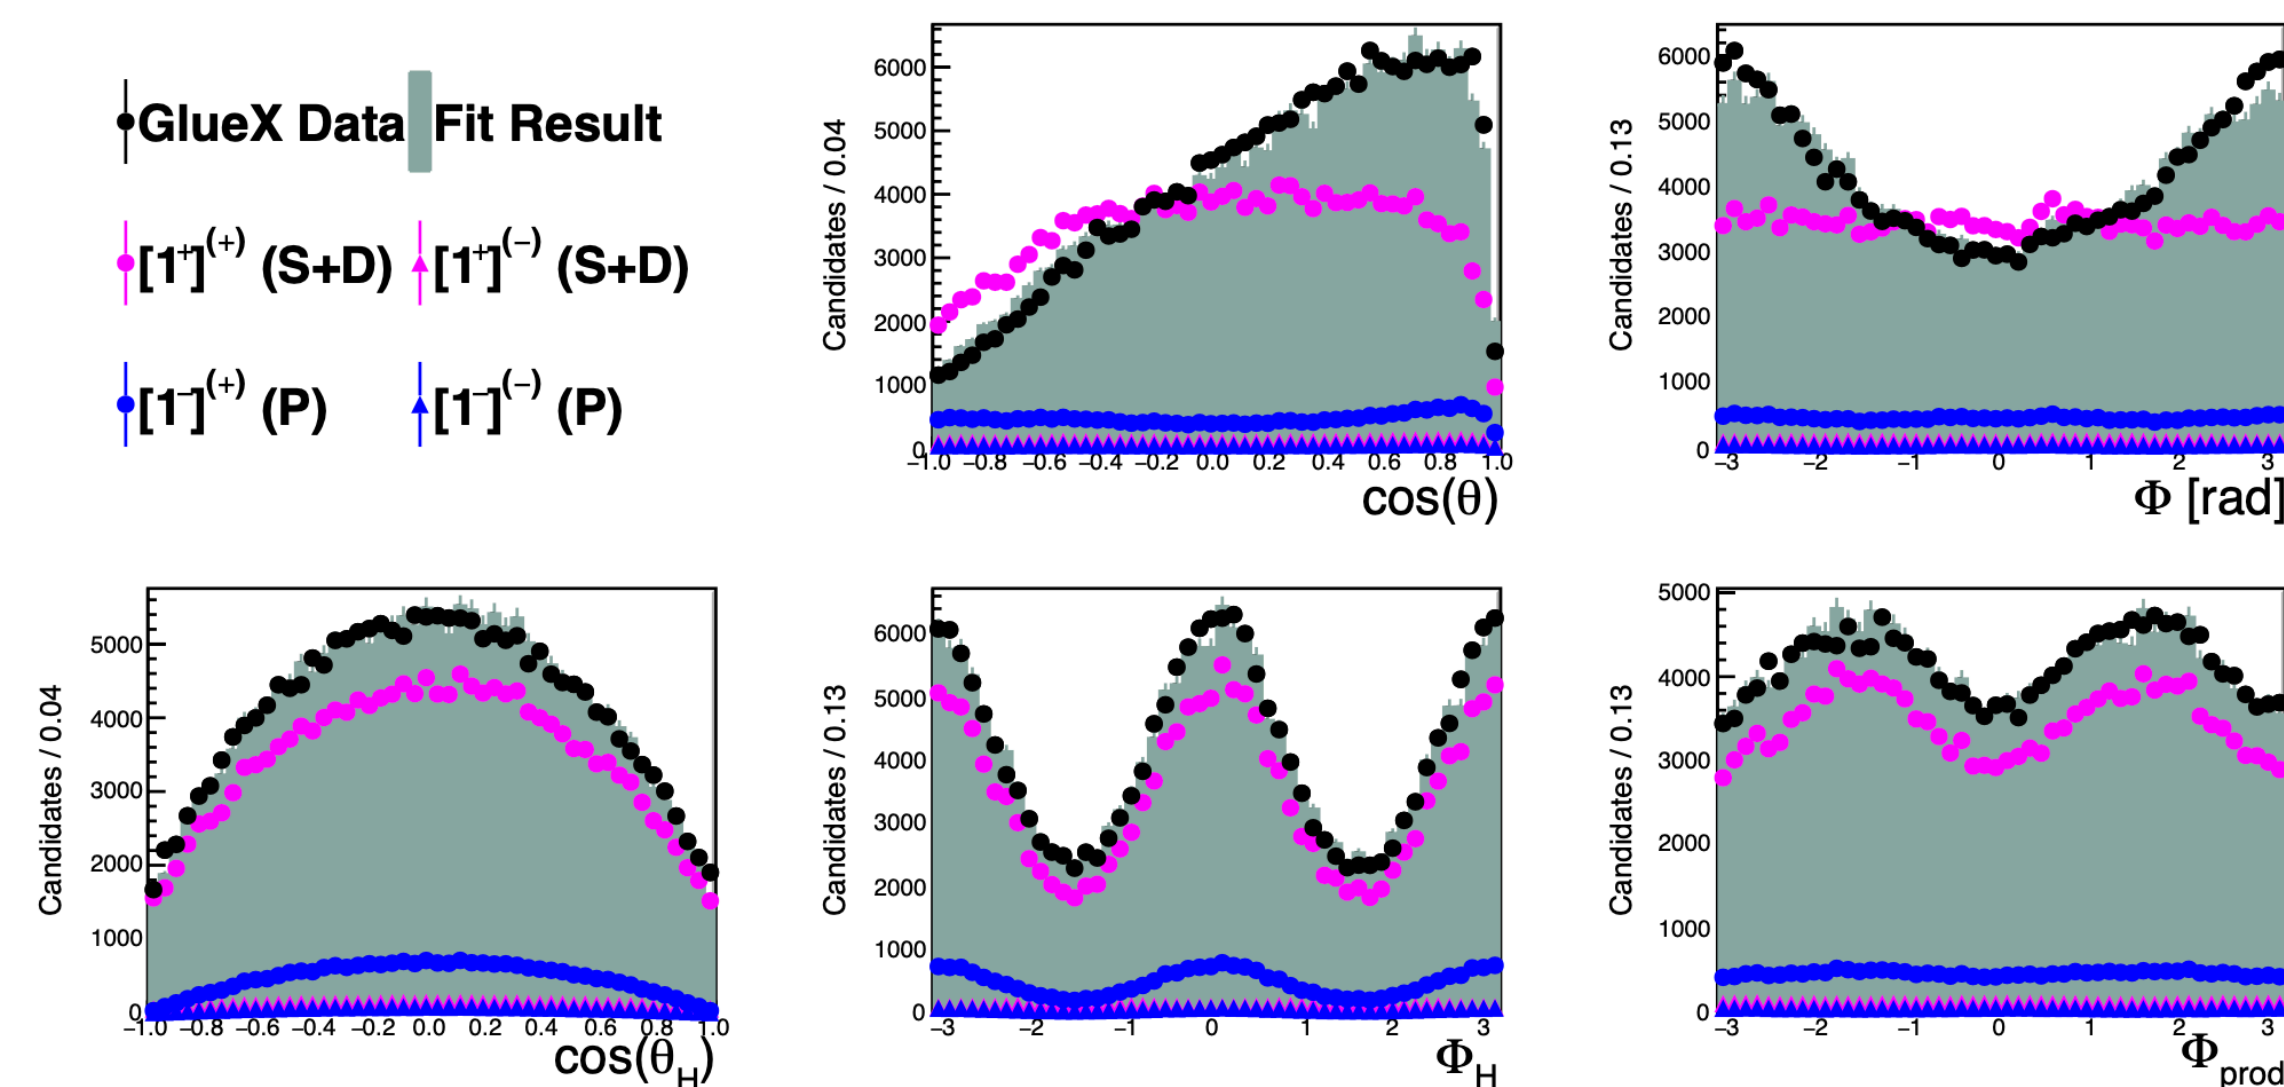 GlueX Data Fit Result
[1⁺]⁽⁺⁾ (S+D) [1⁺]⁽⁻⁾ (S+D)
[1⁻]⁽⁺⁾ (P) [1⁻]⁽⁻⁾ (P)
Candidates / 0.04
6000
5000
4000
3000
2000
1000
0
−1.0 −0.8 −0.6 −0.4 −0.2 0.0 0.2 0.4 0.6 0.8 1.0
cos(θ)
Candidates / 0.13
6000
5000
4000
3000
2000
1000
0
−3 −2 −1 0 1 2 3
Φ [rad]
Candidates / 0.04
5000
4000
3000
2000
1000
0
−1.0 −0.8 −0.6 −0.4 −0.2 0.0 0.2 0.4 0.6 0.8 1.0
cos(θ_H)
Candidates / 0.13
6000
5000
4000
3000
2000
1000
0
−3 −2 −1 0 1 2 3
Φ_H
Candidates / 0.13
5000
4000
3000
2000
1000
0
−3 −2 −1 0 1 2 3
Φ_prod